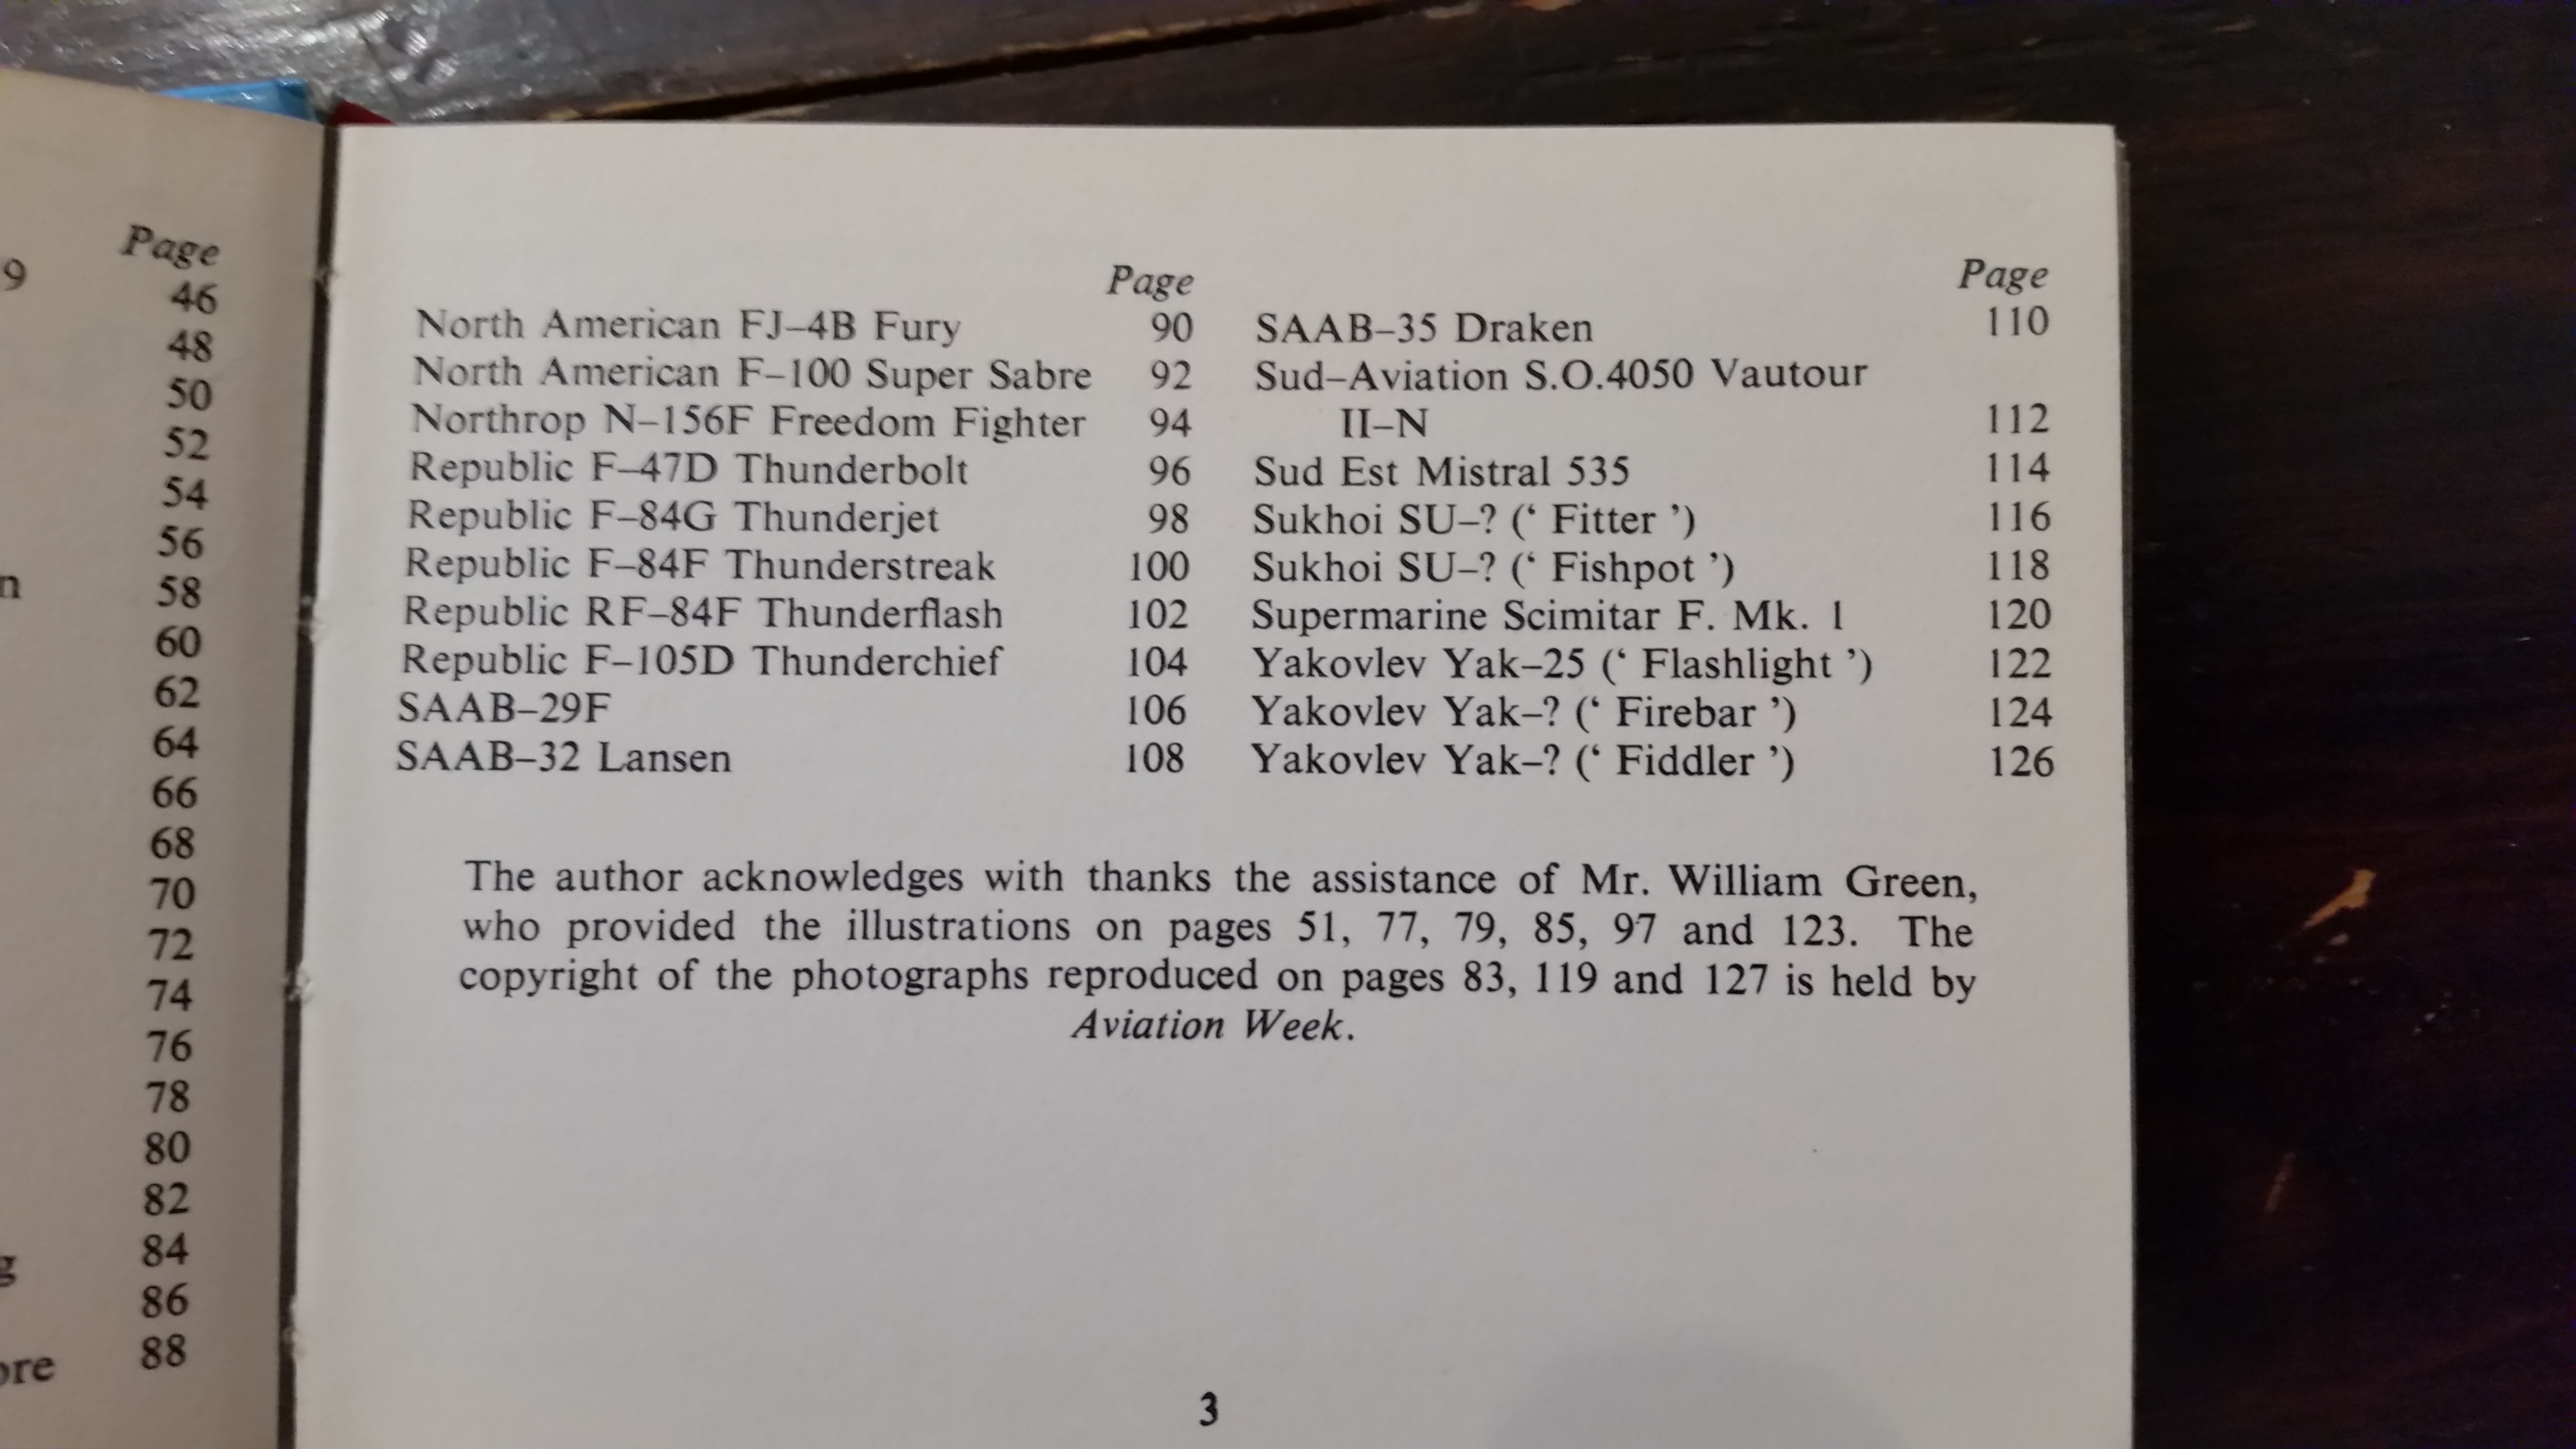 Page
9
46
48
50
52
54
56
n
58
60
62
64
66
68
70
72
74
76
78
80
82
g
84
86
ore
88
Page
North American FJ–4B Fury 90
North American F–100 Super Sabre 92
Northrop N–156F Freedom Fighter 94
Republic F–47D Thunderbolt 96
Republic F–84G Thunderjet 98
Republic F–84F Thunderstreak 100
Republic RF–84F Thunderflash 102
Republic F–105D Thunderchief 104
SAAB–29F 106
SAAB–32 Lansen 108
Page
SAAB–35 Draken 110
Sud–Aviation S.O.4050 Vautour
II–N 112
Sud Est Mistral 535 114
Sukhoi SU–? (‘ Fitter ’) 116
Sukhoi SU–? (‘ Fishpot ’) 118
Supermarine Scimitar F. Mk. 1 120
Yakovlev Yak–25 (‘ Flashlight ’) 122
Yakovlev Yak–? (‘ Firebar ’) 124
Yakovlev Yak–? (‘ Fiddler ’) 126
The author acknowledges with thanks the assistance of Mr. William Green,
who provided the illustrations on pages 51, 77, 79, 85, 97 and 123. The
copyright of the photographs reproduced on pages 83, 119 and 127 is held by
Aviation Week.
3